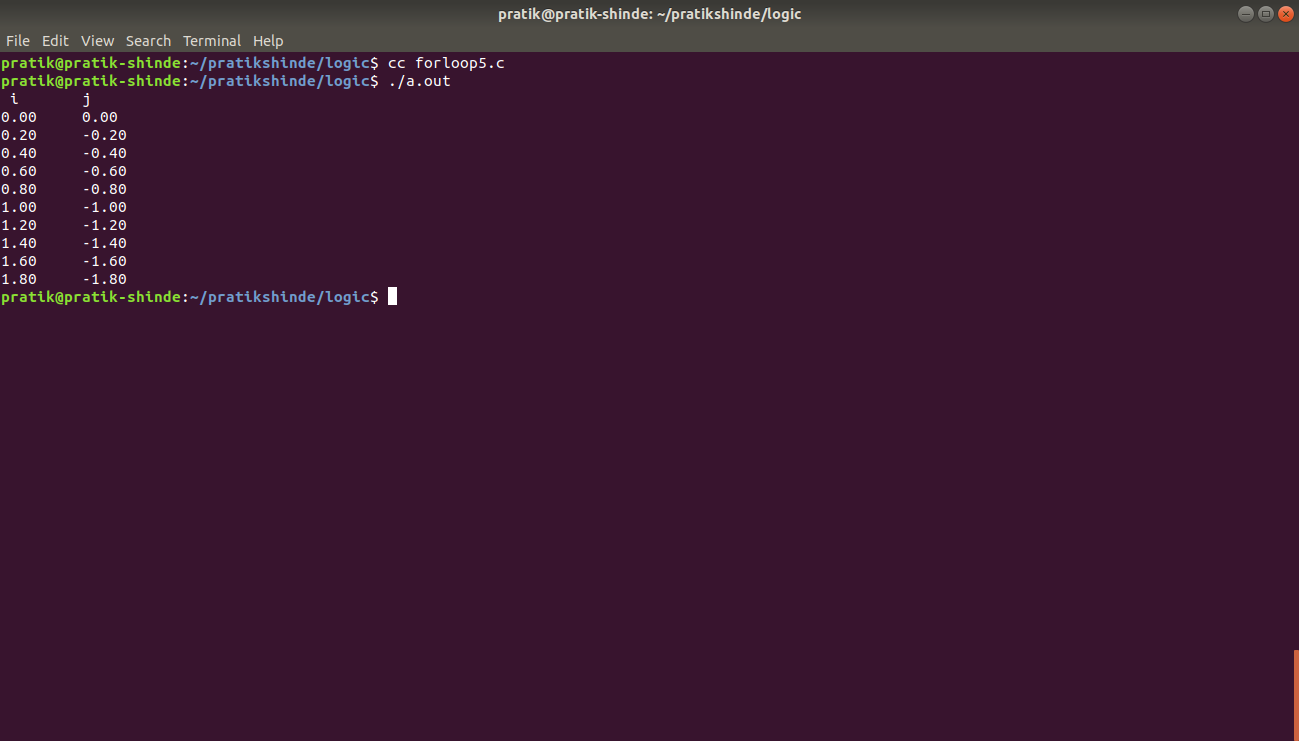 pratik@pratik-shinde: ~/pratikshinde/logic
File Edit View Search Terminal Help
pratik@pratik-shinde:~/pratikshinde/logic$ cc forloop5.c
pratik@pratik-shinde:~/pratikshinde/logic$ ./a.out
 i       j
0.00     0.00
0.20     -0.20
0.40     -0.40
0.60     -0.60
0.80     -0.80
1.00     -1.00
1.20     -1.20
1.40     -1.40
1.60     -1.60
1.80     -1.80
pratik@pratik-shinde:~/pratikshinde/logic$